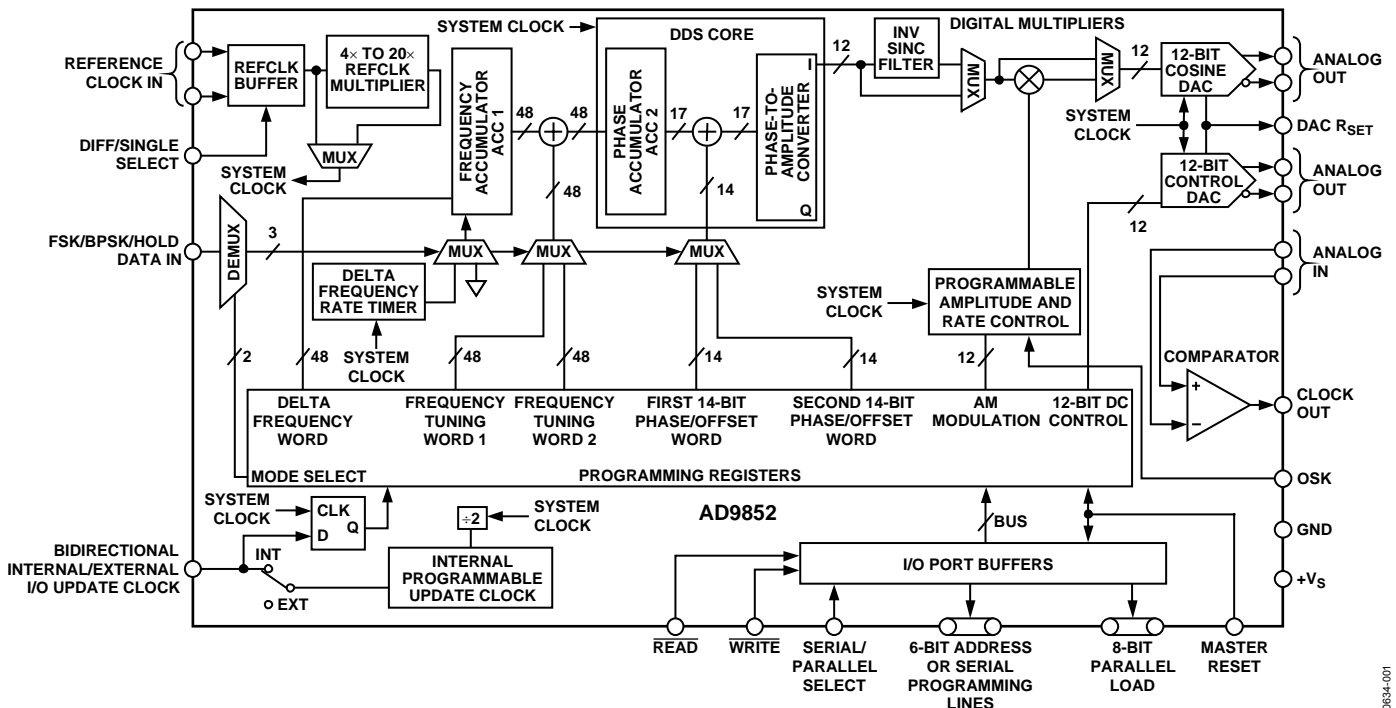 SYSTEM CLOCK
DIGITAL MULTIPLIERS
REFERENCE
CLOCK IN
REFCLK
BUFFER
4× TO 20×
REFCLK
MULTIPLIER
MUX
DIFF/SINGLE
SELECT
SYSTEM
CLOCK
FREQUENCY
ACCUMULATOR
ACC 1
48
48
48
DDS CORE
PHASE
ACCUMULATOR
ACC 2
17
17
14
PHASE-TO-
AMPLITUDE
CONVERTER
I
Q
12
INV
SINC
FILTER
MUX
MUX
12
12-BIT
COSINE
DAC
ANALOG
OUT
SYSTEM
CLOCK
DAC RSET
12-BIT
CONTROL
DAC
ANALOG
OUT
12
ANALOG
IN
FSK/BPSK/HOLD
DATA IN
DEMUX
3
MUX
MUX
MUX
DELTA
FREQUENCY
RATE TIMER
SYSTEM
CLOCK
SYSTEM
CLOCK
PROGRAMMABLE
AMPLITUDE AND
RATE CONTROL
COMPARATOR
+
−
CLOCK
OUT
2
48
48
48
14
14
12
DELTA
FREQUENCY
WORD
FREQUENCY
TUNING
WORD 1
FREQUENCY
TUNING
WORD 2
FIRST 14-BIT
PHASE/OFFSET
WORD
SECOND 14-BIT
PHASE/OFFSET
WORD
AM
MODULATION
12-BIT DC
CONTROL
MODE SELECT
PROGRAMMING REGISTERS
OSK
SYSTEM
CLOCK
CLK
D
Q
÷2
SYSTEM
CLOCK
AD9852
BUS
GND
BIDIRECTIONAL
INTERNAL/EXTERNAL
I/O UPDATE CLOCK
INT
EXT
INTERNAL
PROGRAMMABLE
UPDATE CLOCK
I/O PORT BUFFERS
+VS
READ
WRITE
SERIAL/
PARALLEL
SELECT
6-BIT ADDRESS
OR SERIAL
PROGRAMMING
LINES
8-BIT
PARALLEL
LOAD
MASTER
RESET
0634-001